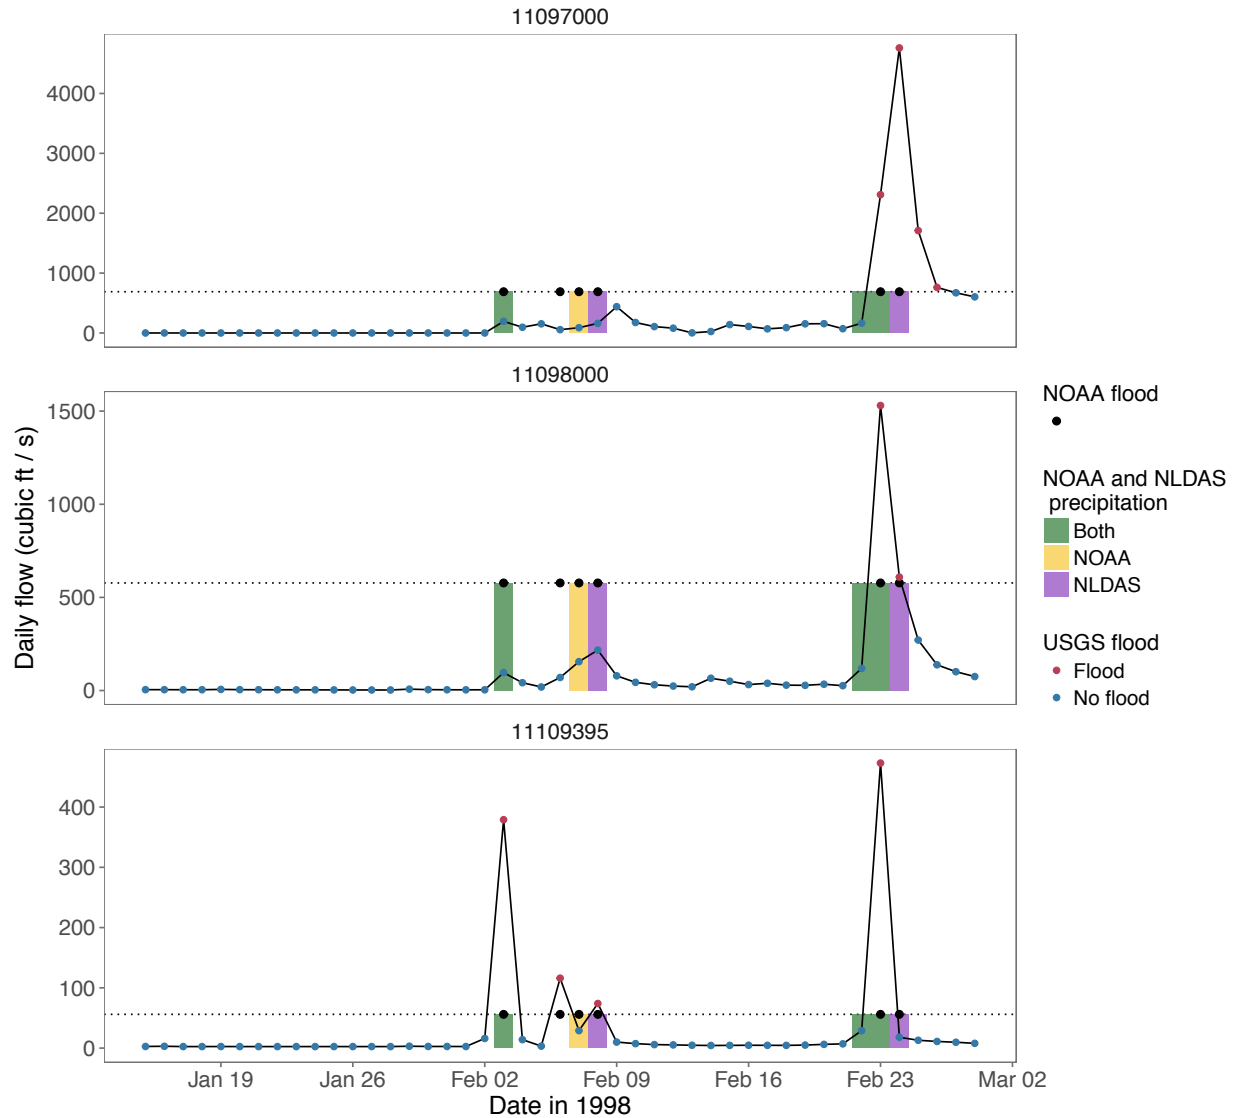 11097000
4000
3000
2000
1000
0
11098000
1500
1000
500
0
11109395
400
300
200
100
0
Jan 19
Jan 26
Feb 02
Feb 09
Feb 16
Feb 23
Mar 02
Date in 1998
Daily flow (cubic ft / s)
NOAA flood
NOAA and NLDAS
precipitation
Both
NOAA
NLDAS
USGS flood
Flood
No flood